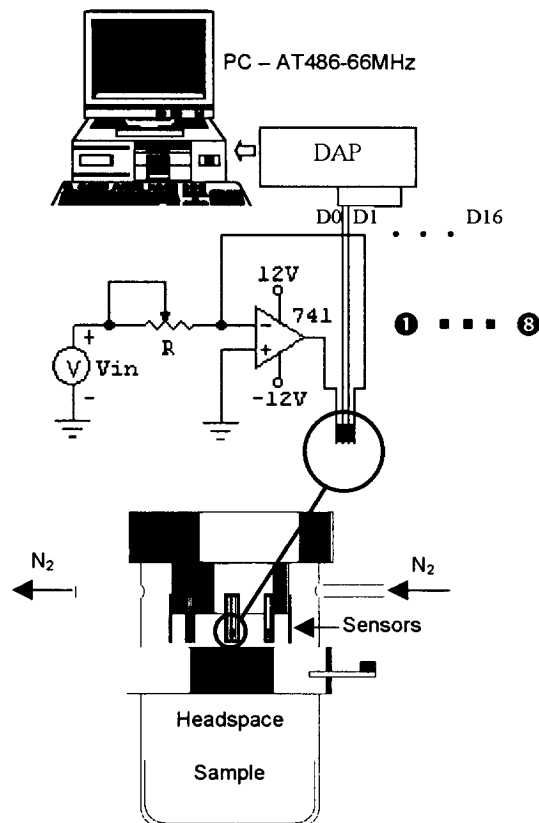 PC – AT486-66MHz
DAP
D0 D1 . . . D16
12V
741
❶ ■ ■ ■ ❽
R
+
V Vin
-
−
+
-12V
N₂
N₂
Sensors
Headspace
Sample